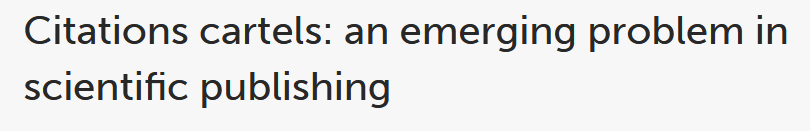 Citations cartels: an emerging problem in
scientific publishing